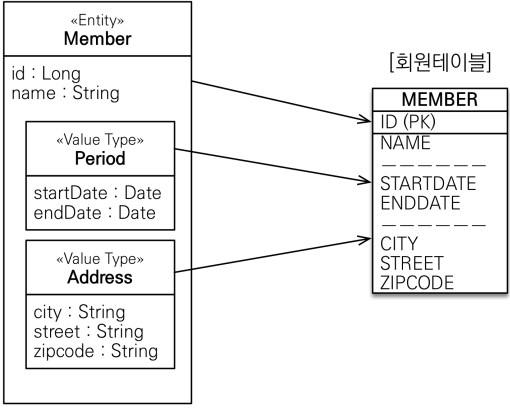 «Entity»
Member
id : Long
name : String
«Value Type»
Period
startDate : Date
endDate : Date
«Value Type»
Address
city : String
street : String
zipcode : String
[회원테이블]
MEMBER
ID (PK)
NAME
STARTDATE
ENDDATE
CITY
STREET
ZIPCODE